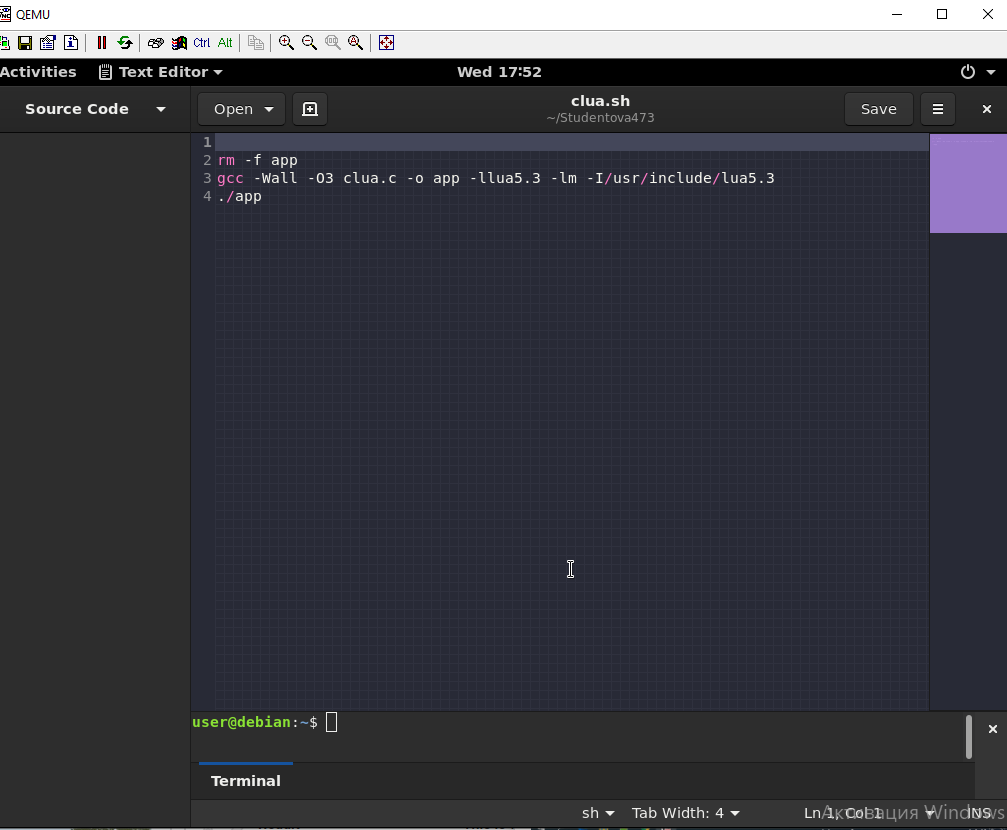 QEMU
Ctrl Alt
Activities Text Editor Wed 17:52
Source Code Open clua.sh Save
~/Studentova473
1
2 rm -f app
3 gcc -Wall -O3 clua.c -o app -llua5.3 -lm -I/usr/include/lua5.3
4 ./app
user@debian:~$
Terminal
sh Tab Width: 4 Ln 1, Col 1 INS
Активация Windows